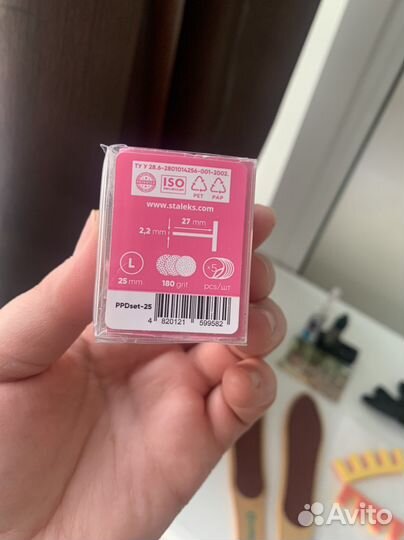 ТУ У 28.6-2801014256-001-2002.
ISO
PET
PAP
www.staleks.com
27 mm
2,2 mm
L
x5
25 mm
180 grit
pcs/шт
PPDset-25
4 820121 599582
Avito